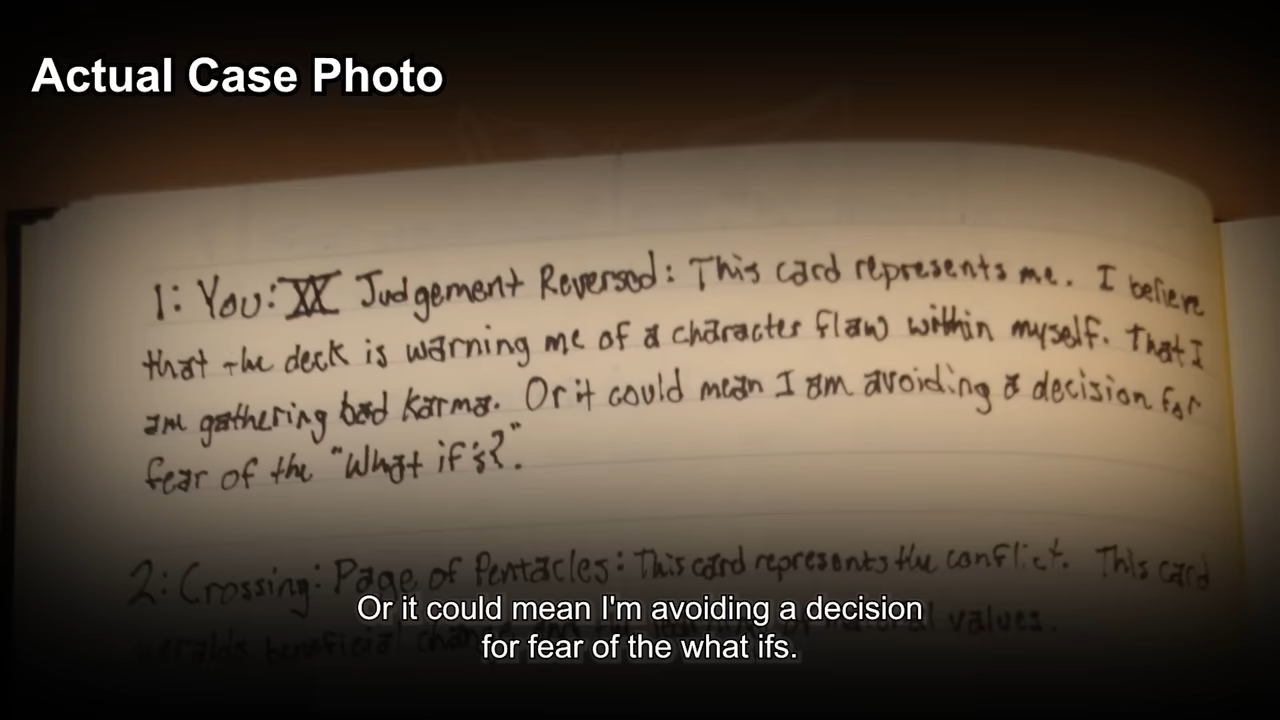 Actual Case Photo
1: You: XX Judgement Reversed: This card represents me. I believe
that the deck is warning me of a character flaw within myself. That I
am gathering bad karma. Or it could mean I am avoiding a decision for
fear of the "What if's?".
2: Crossing: Page of Pentacles: This card represents the conflict. This card
beneficial values.
Or it could mean I'm avoiding a decision
for fear of the what ifs.